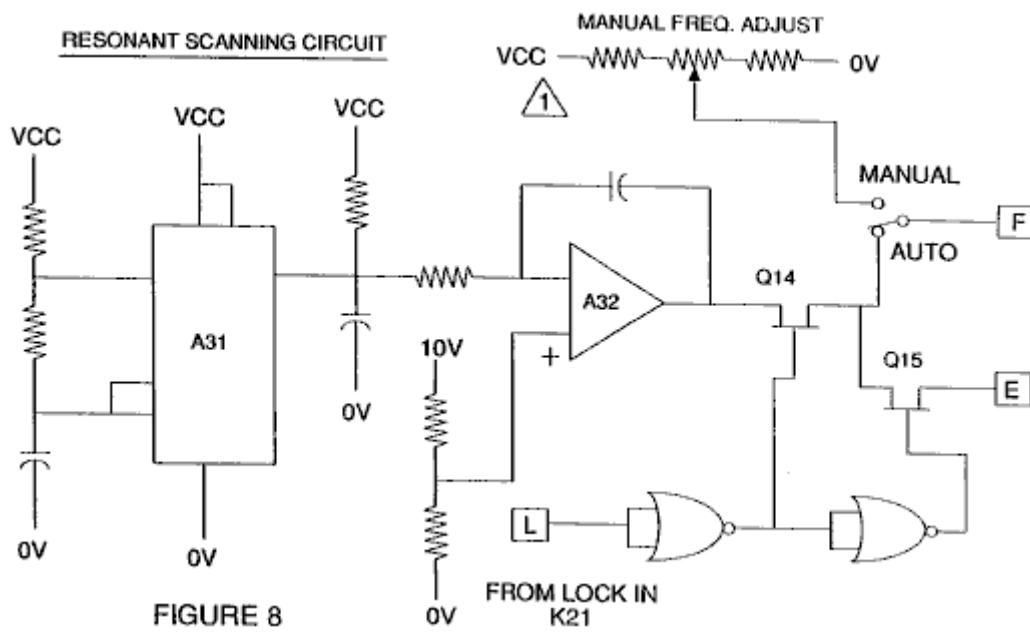 RESONANT SCANNING CIRCUIT
MANUAL FREQ. ADJUST
VCC
0V
1
VCC
VCC
VCC
MANUAL
F
AUTO
Q14
A32
A31
+
10V
Q15
E
0V
L
0V
0V
0V
FROM LOCK IN
K21
FIGURE 8